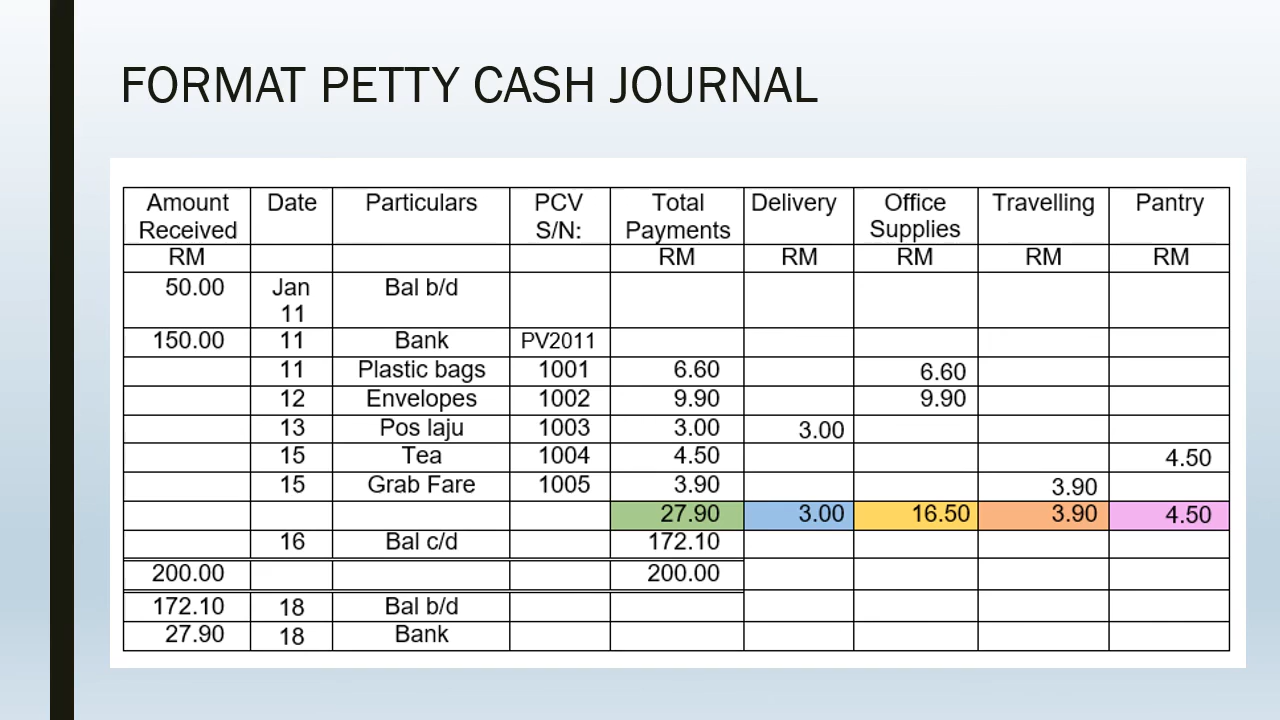 FORMAT PETTY CASH JOURNAL
Amount Received Date Particulars PCV S/N: Total Payments Delivery Office Supplies Travelling Pantry
RM RM RM RM RM RM
50.00 Jan 11 Bal b/d
150.00 11 Bank PV2011
11 Plastic bags 1001 6.60 6.60
12 Envelopes 1002 9.90 9.90
13 Pos laju 1003 3.00 3.00
15 Tea 1004 4.50 4.50
15 Grab Fare 1005 3.90 3.90
27.90 3.00 16.50 3.90 4.50
16 Bal c/d 172.10
200.00 200.00
172.10 18 Bal b/d
27.90 18 Bank